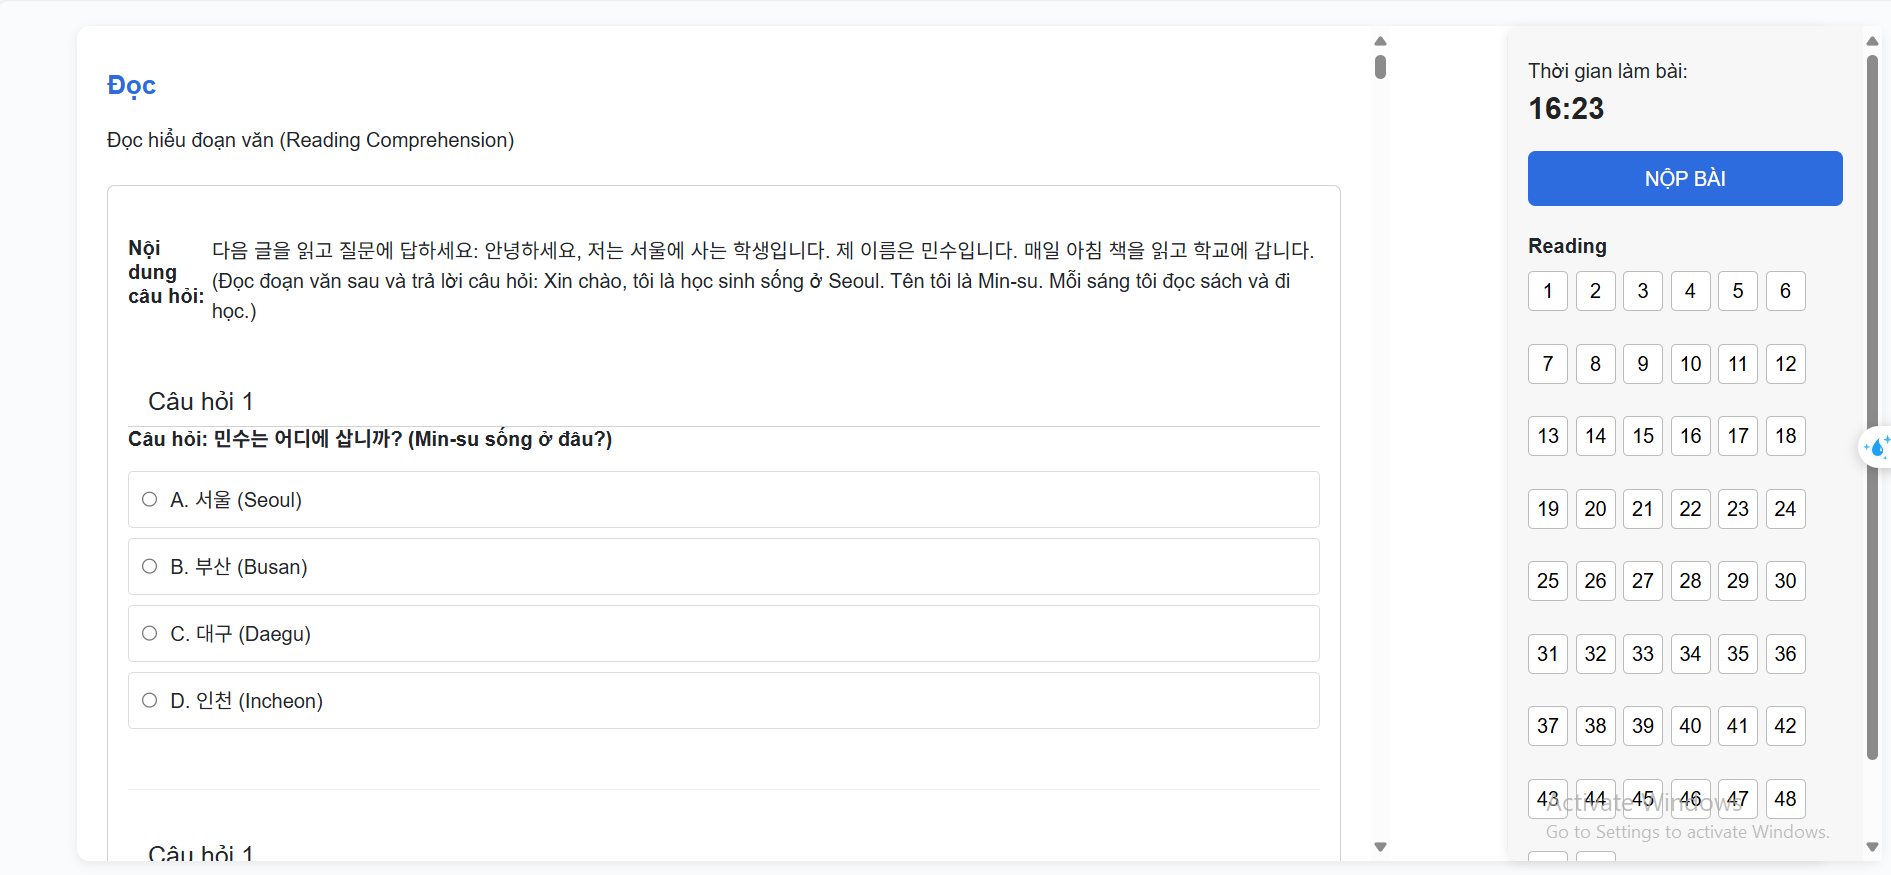 Đọc
Đọc hiểu đoạn văn (Reading Comprehension)
Nội dung câu hỏi:
다음 글을 읽고 질문에 답하세요: 안녕하세요, 저는 서울에 사는 학생입니다. 제 이름은 민수입니다. 매일 아침 책을 읽고 학교에 갑니다.
(Đọc đoạn văn sau và trả lời câu hỏi: Xin chào, tôi là học sinh sống ở Seoul. Tên tôi là Min-su. Mỗi sáng tôi đọc sách và đi
học.)
Câu hỏi 1
Câu hỏi: 민수는 어디에 삽니까? (Min-su sống ở đâu?)
A. 서울 (Seoul)
B. 부산 (Busan)
C. 대구 (Daegu)
D. 인천 (Incheon)
Câu hỏi 1
Thời gian làm bài:
16:23
NỘP BÀI
Reading
1 2 3 4 5 6
7 8 9 10 11 12
13 14 15 16 17 18
19 20 21 22 23 24
25 26 27 28 29 30
31 32 33 34 35 36
37 38 39 40 41 42
43 44 45 46 47 48
Activate Windows
Go to Settings to activate Windows.